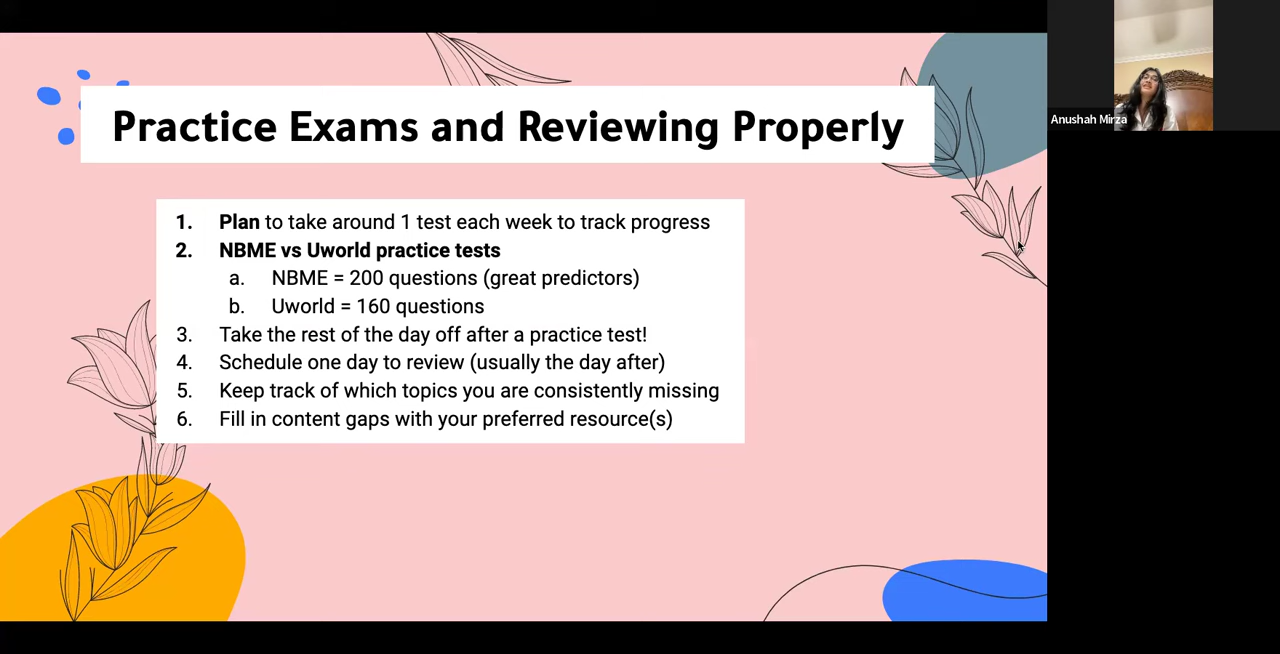 Practice Exams and Reviewing Properly
1. Plan to take around 1 test each week to track progress
2. NBME vs Uworld practice tests
a. NBME = 200 questions (great predictors)
b. Uworld = 160 questions
3. Take the rest of the day off after a practice test!
4. Schedule one day to review (usually the day after)
5. Keep track of which topics you are consistently missing
6. Fill in content gaps with your preferred resource(s)
Anushah Mirza